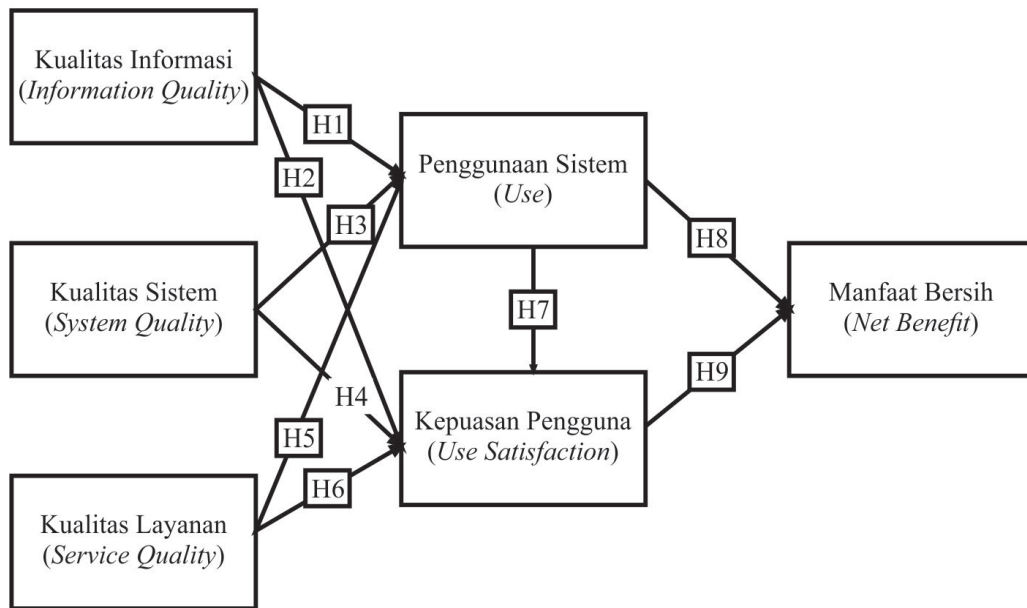 Kualitas Informasi
(Information Quality)
H1
H2
H3
Penggunaan Sistem
(Use)
Kualitas Sistem
(System Quality)
H4
H5
H6
H7
Kualitas Layanan
(Service Quality)
Kepuasan Pengguna
(Use Satisfaction)
H8
H9
Manfaat Bersih
(Net Benefit)